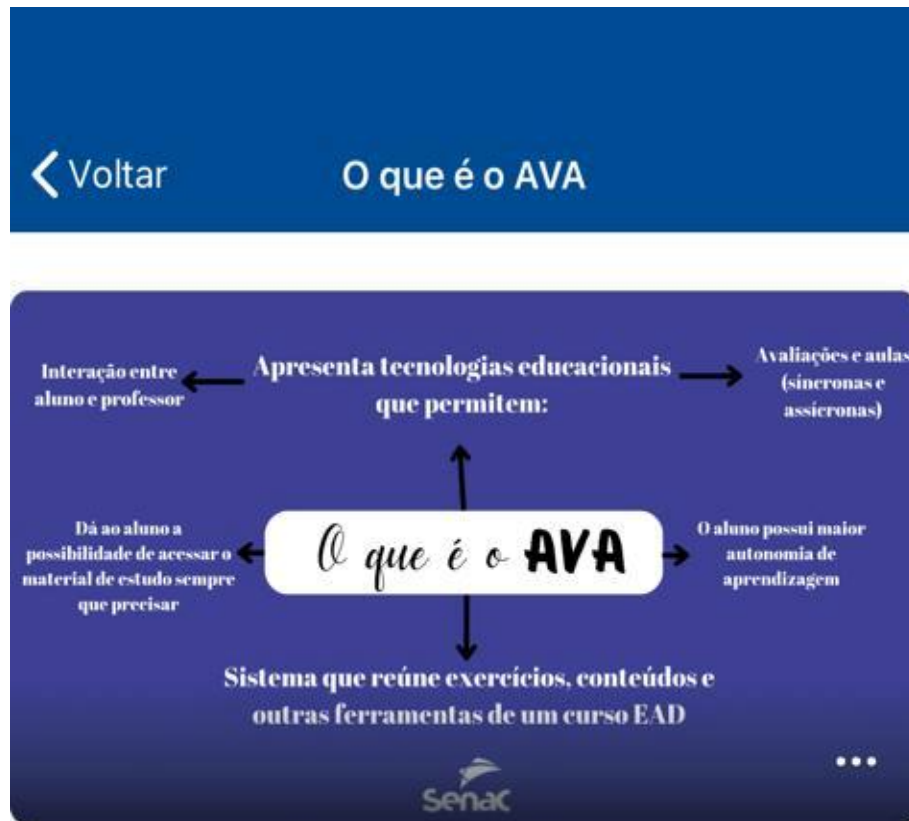 Voltar
O que é o AVA
Interação entre
aluno e professor
Apresenta tecnologias educacionais
que permitem:
Avaliações e aulas
(síncronas e
assícronas)
Dá ao aluno a
possibilidade de acessar o
material de estudo sempre
que precisar
O que é o AVA
O aluno possui maior
autonomia de
aprendizagem
Sistema que reúne exercícios, conteúdos e
outras ferramentas de um curso EAD
Senac